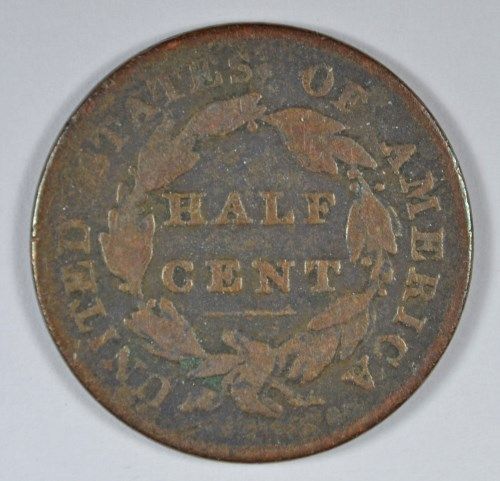 UNITED STATES OF AMERICA
HALF
CENT